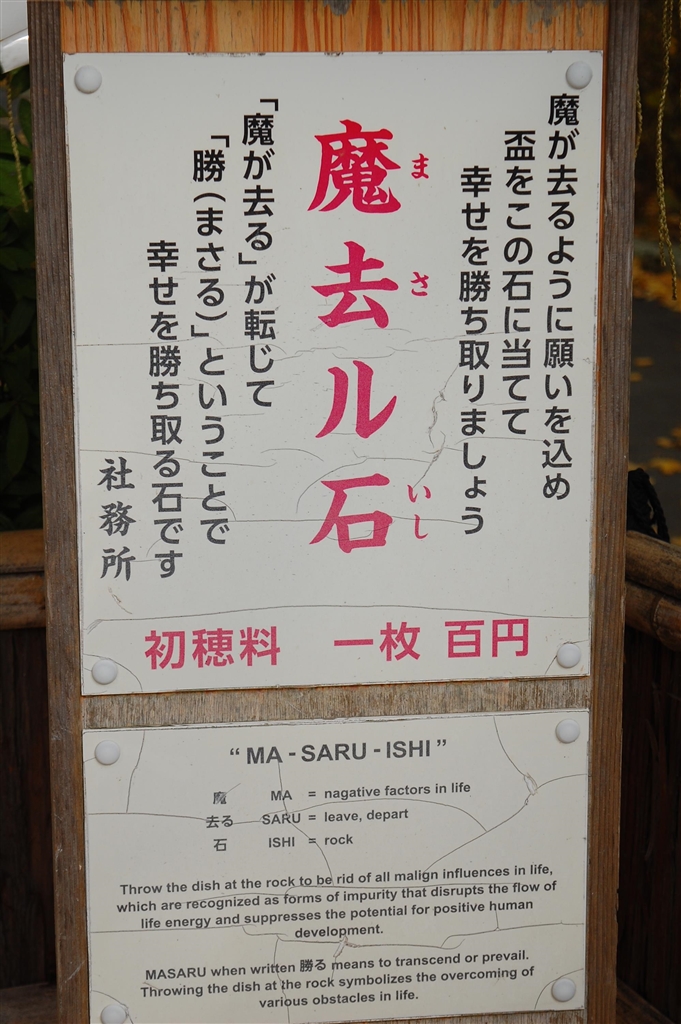 魔が去るように願いを込め
盃をこの石に当てて
幸せを勝ち取りましょう
魔去ル石
まさいし
「魔が去る」が転じて
「勝(まさる)」ということで
幸せを勝ち取る石です
社務所
初穂料 一枚 百円
“MA - SARU - ISHI”
魔 MA = nagative factors in life
去る SARU = leave, depart
石 ISHI = rock
Throw the dish at the rock to be rid of all malign influences in life,
which are recognized as forms of impurity that disrupts the flow of
life energy and suppresses the potential for positive human
development.
MASARU when written 勝る means to transcend or prevail.
Throwing the dish at the rock symbolizes the overcoming of
various obstacles in life.